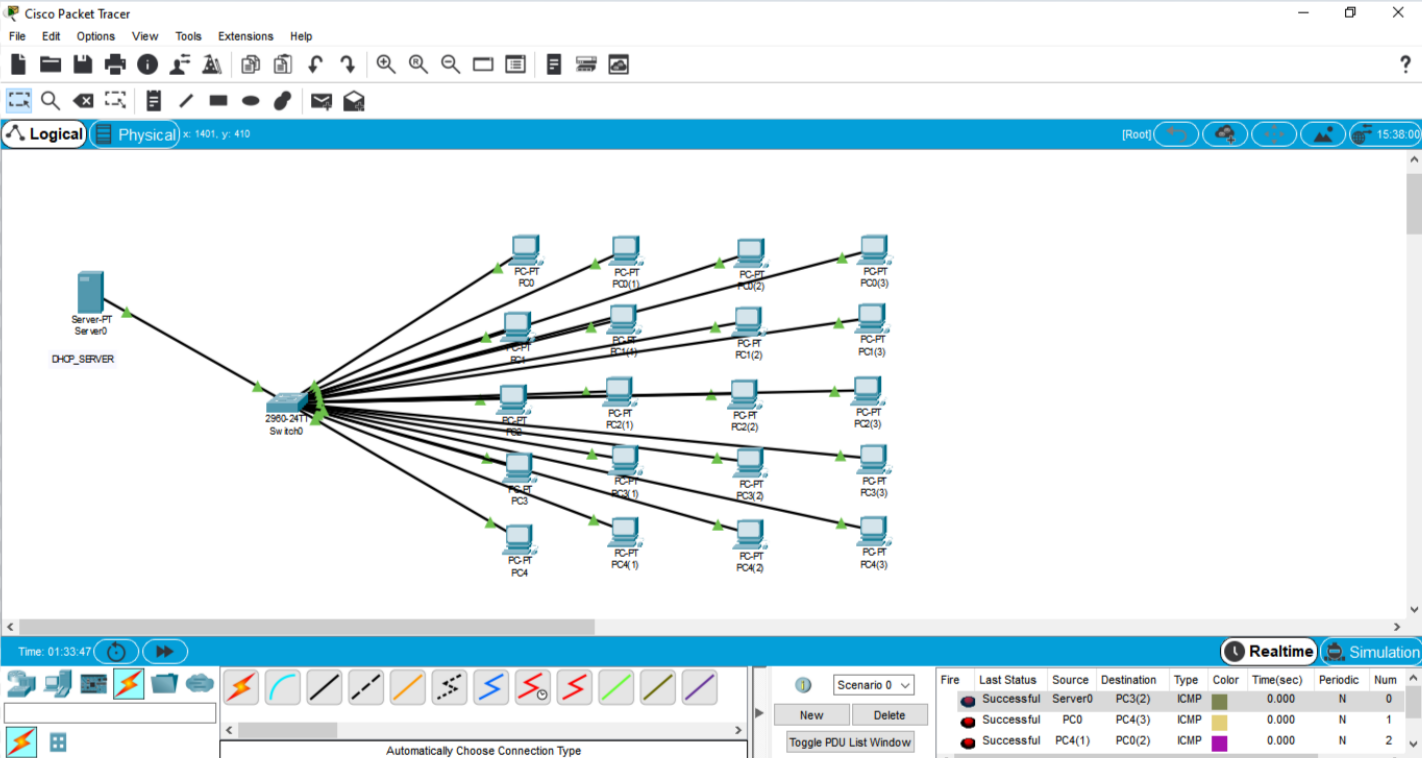 Cisco Packet Tracer
File Edit Options View Tools Extensions Help
?
Logical Physical x: 1401, y: 410 [Root] 15:38:00
PC-PT
PC0
PC-PT
PC0(1)
PC-PT
PC0(2)
PC-PT
PC0(3)
Server-PT
Server0
DHCP_SERVER
PC-PT
PC1
PC-PT
PC1(1)
PC-PT
PC1(2)
PC-PT
PC1(3)
2960-24TT
Switch0
PC-PT
PC2
PC-PT
PC2(1)
PC-PT
PC2(2)
PC-PT
PC2(3)
PC-PT
PC3
PC-PT
PC3(1)
PC-PT
PC3(2)
PC-PT
PC3(3)
PC-PT
PC4
PC-PT
PC4(1)
PC-PT
PC4(2)
PC-PT
PC4(3)
Time: 01:33:47 Realtime Simulation
Automatically Choose Connection Type
Scenario 0
New Delete
Toggle PDU List Window
Fire Last Status Source Destination Type Color Time(sec) Periodic Num
Successful Server0 PC3(2) ICMP 0.000 N 0
Successful PC0 PC4(3) ICMP 0.000 N 1
Successful PC4(1) PC0(2) ICMP 0.000 N 2